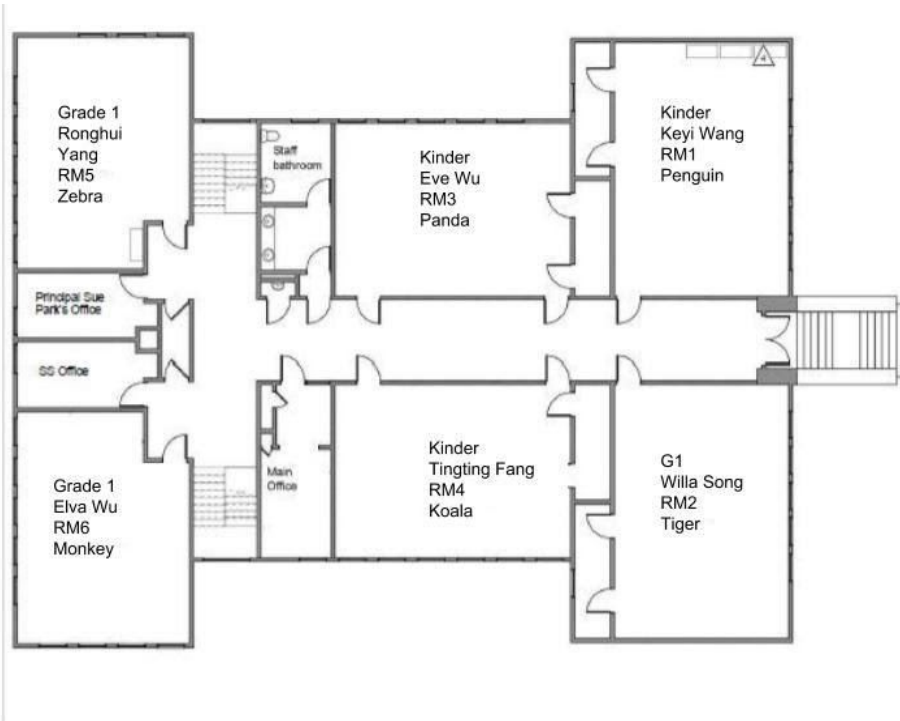 Grade 1
Ronghui
Yang
RM5
Zebra
Staff
bathroom
Kinder
Eve Wu
RM3
Panda
Kinder
Keyi Wang
RM1
Penguin
Principal Sue
Park's Office
SS Office
Grade 1
Elva Wu
RM6
Monkey
Main
Office
Kinder
Tingting Fang
RM4
Koala
G1
Willa Song
RM2
Tiger